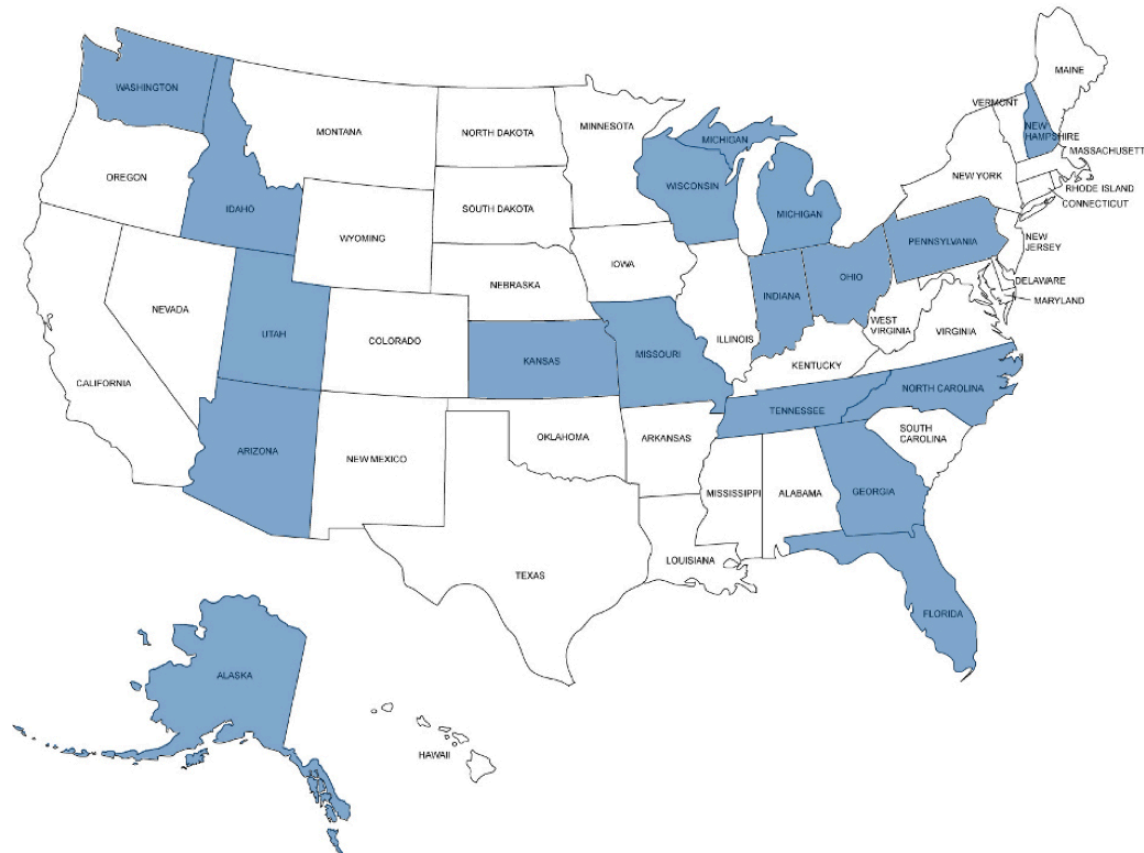 WASHINGTON
MONTANA
NORTH DAKOTA
MINNESOTA
MICHIGAN
VERMONT
MAINE
NEW
HAMPSHIRE
MASSACHUSETT
OREGON
IDAHO
SOUTH DAKOTA
WISCONSIN
MICHIGAN
NEW YORK
RHODE ISLAND
CONNECTICUT
WYOMING
IOWA
PENNSYLVANIA
NEW
JERSEY
NEBRASKA
OHIO
INDIANA
DELAWARE
MARYLAND
NEVADA
UTAH
COLORADO
KANSAS
MISSOURI
ILLINOIS
WEST
VIRGINIA
VIRGINIA
CALIFORNIA
KENTUCKY
NORTH CAROLINA
TENNESSEE
ARIZONA
NEW MEXICO
OKLAHOMA
ARKANSAS
SOUTH
CAROLINA
MISSISSIPPI
ALABAMA
GEORGIA
LOUISIANA
TEXAS
FLORIDA
ALASKA
HAWAII